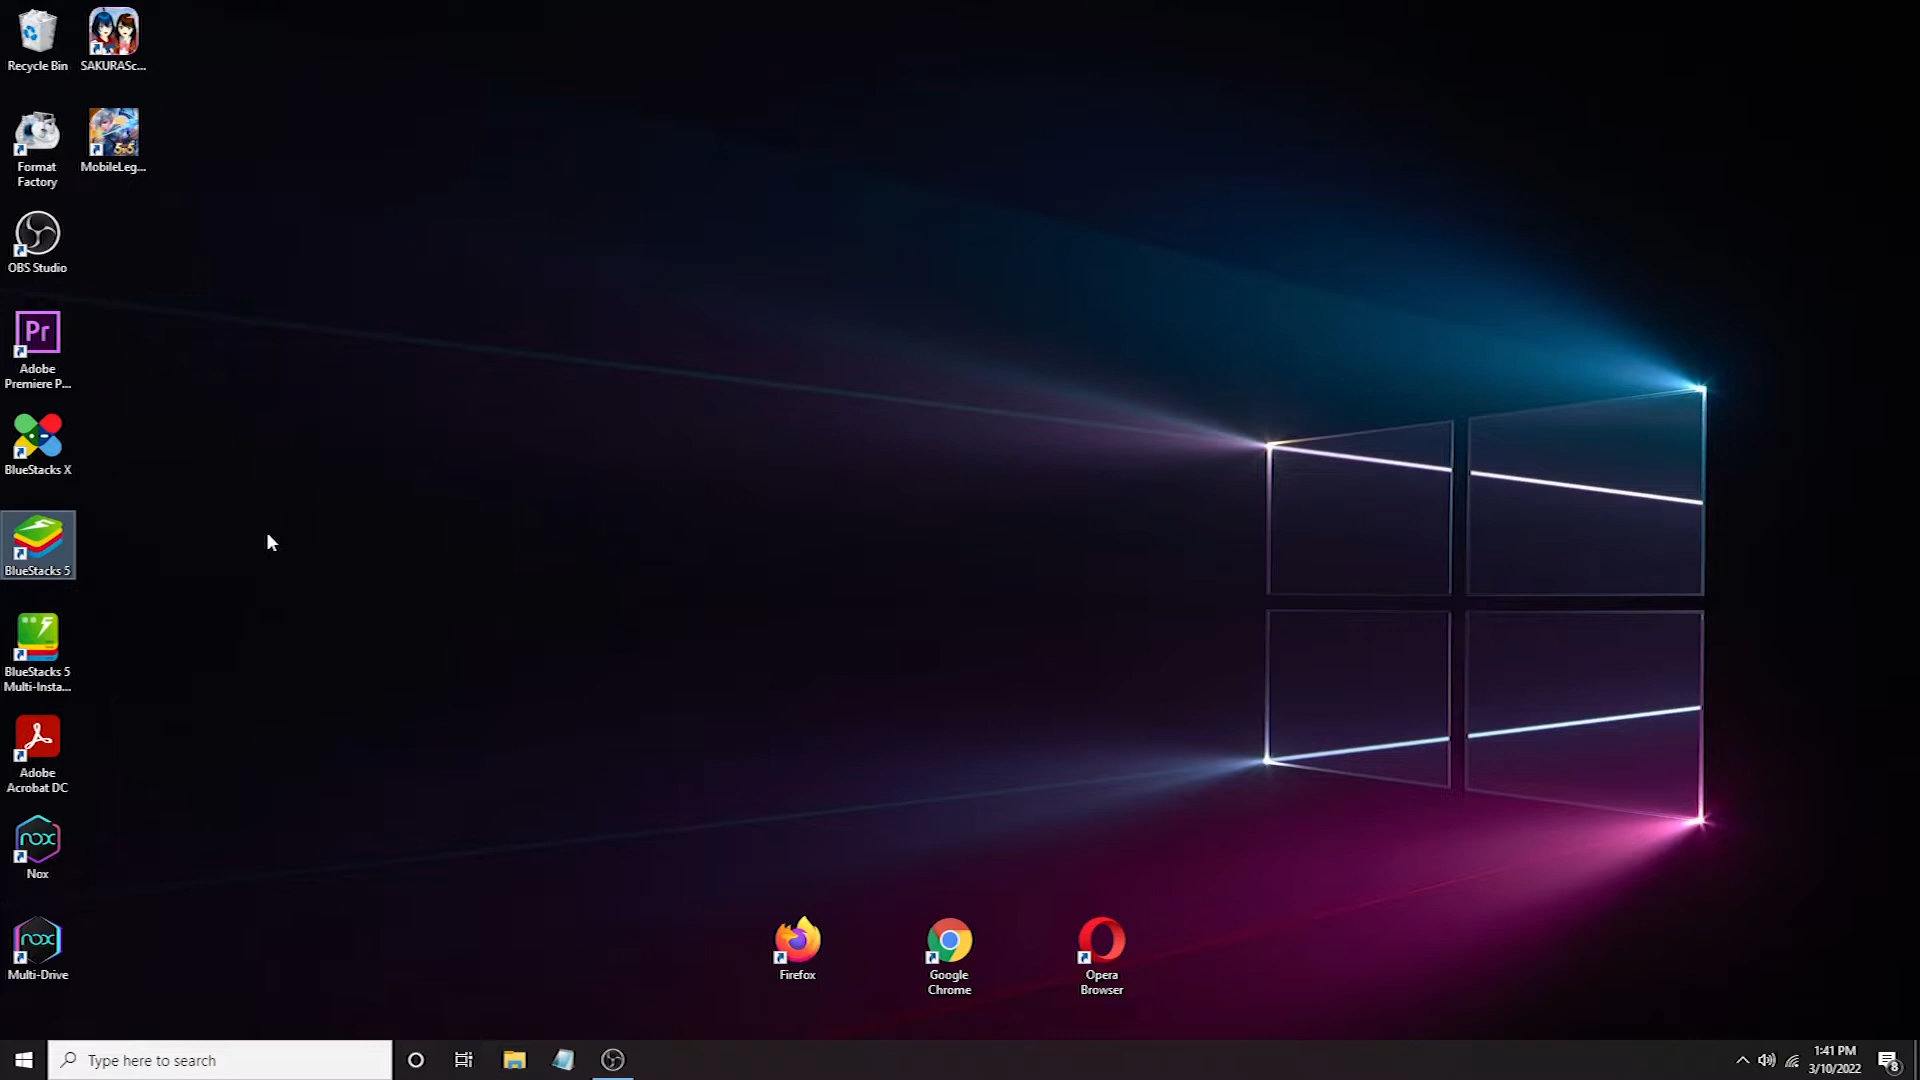 Recycle Bin
SAKURASc...
Format
Factory
5v5
MobileLeg...
OBS Studio
Pr
Adobe
Premiere P...
BlueStacks X
BlueStacks 5
BlueStacks 5
Multi-Insta...
Adobe
Acrobat DC
nox
Nox
nox
Multi-Drive
Firefox
Google
Chrome
Opera
Browser
Type here to search
1:41 PM
3/10/2022
8